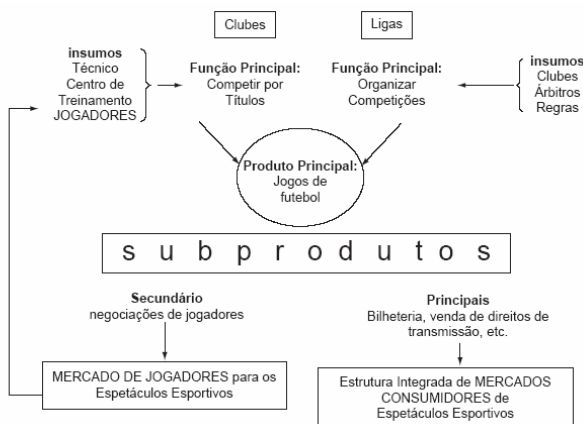 Clubes
Ligas
insumos
Técnico
Centro de
Treinamento
JOGADORES
Função Principal:
Competir por
Títulos
Função Principal:
Organizar
Competições
insumos
Clubes
Árbitros
Regras
Produto Principal:
Jogos de
futebol
subprodutos
Secundário
negociações de jogadores
Principais
Bilheteria, venda de direitos de
transmissão, etc.
MERCADO DE JOGADORES para os
Espetáculos Esportivos
Estrutura Integrada de MERCADOS
CONSUMIDORES de
Espetáculos Esportivos